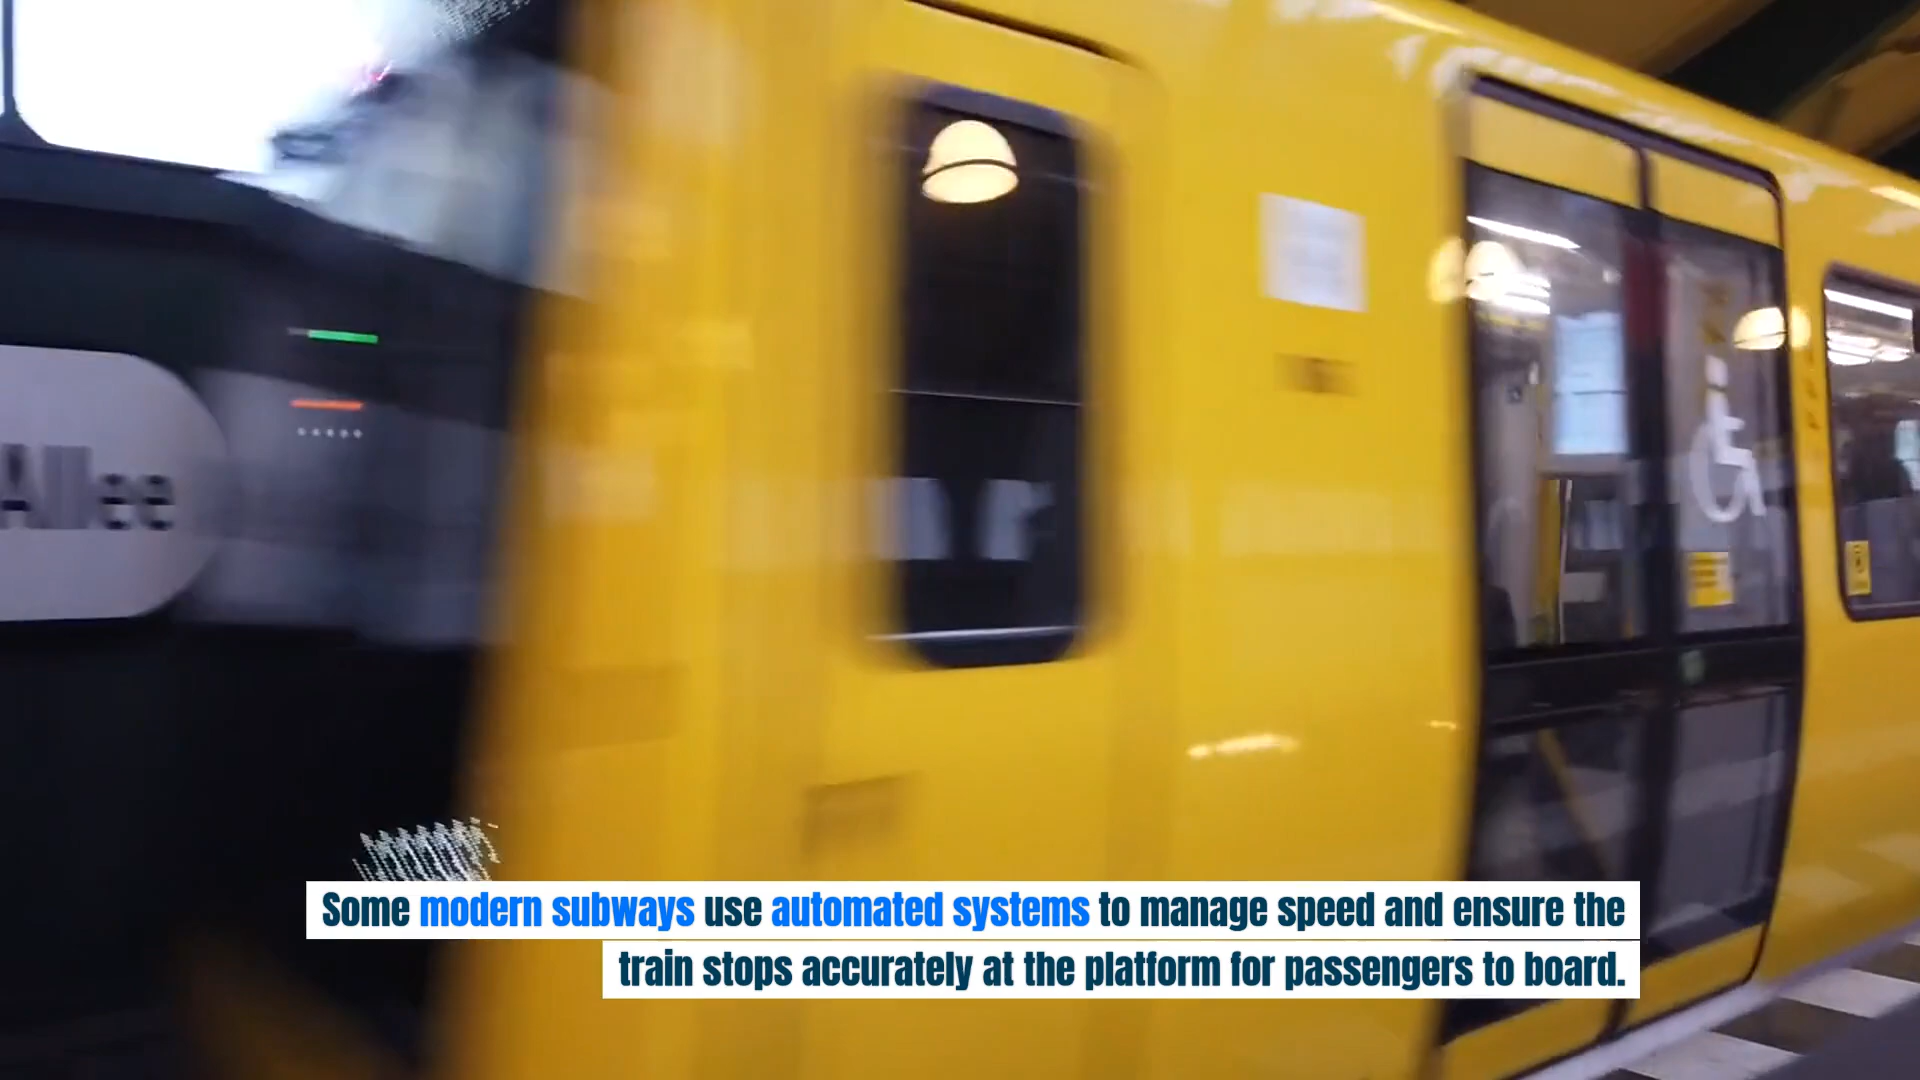 Allee
Some modern subways use automated systems to manage speed and ensure the
train stops accurately at the platform for passengers to board.